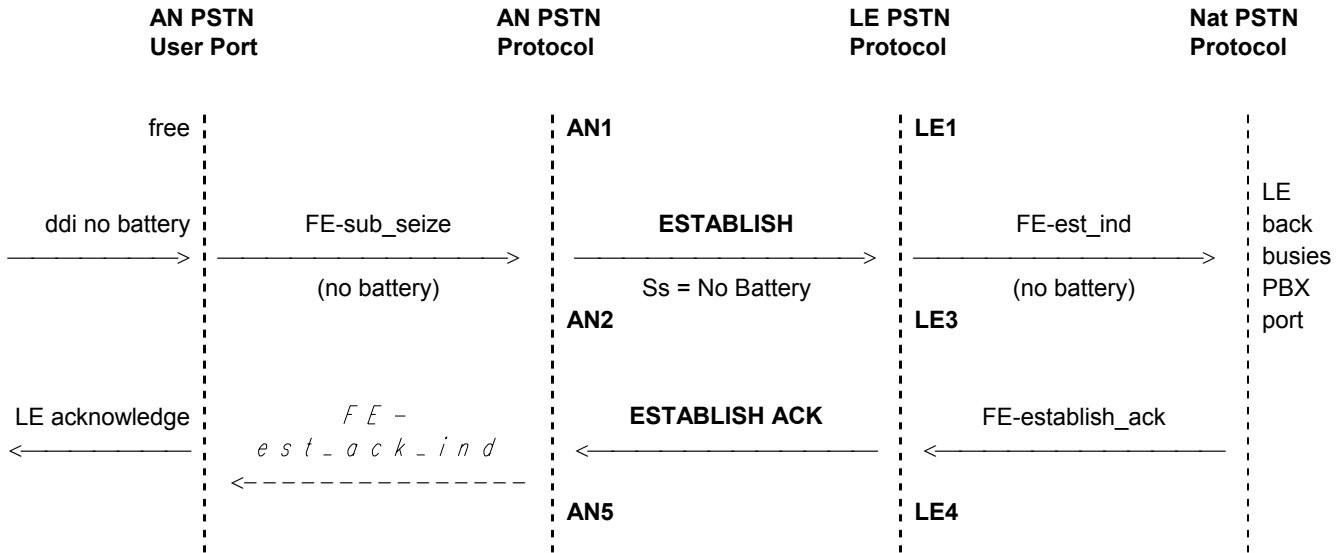 AN PSTN
User Port
AN PSTN
Protocol
LE PSTN
Protocol
Nat PSTN
Protocol
free
AN1
LE1
ddi no battery
FE-sub_seize
(no battery)
ESTABLISH
Ss = No Battery
FE-est_ind
(no battery)
LE
back
busies
PBX
port
AN2
LE3
LE acknowledge
FE-
est_ack_ind
ESTABLISH ACK
FE-establish_ack
AN5
LE4